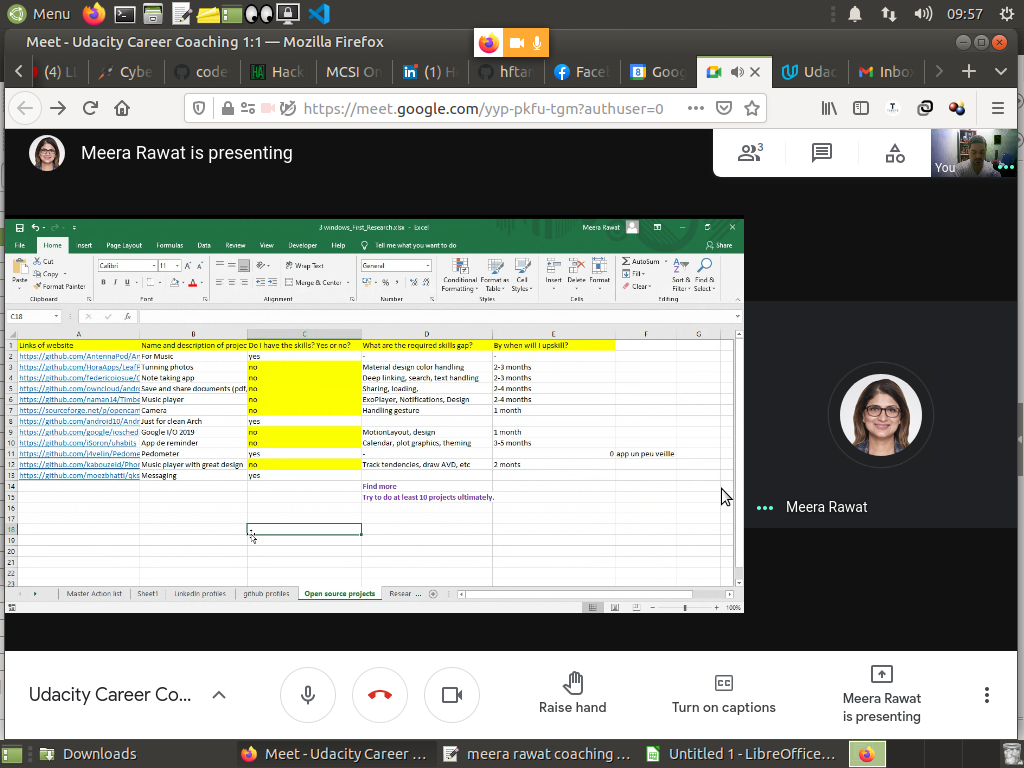 Menu
09:57
Meet - Udacity Career Coaching 1:1 — Mozilla Firefox
(4) LI
Cybe
code
Hack
MCSI On
(1) H
hftar
Face
Goog
Udac
Inbo
https://meet.google.com/yyp-pkfu-tgm?authuser=0
Meera Rawat is presenting
3
You
3 windows_First_Research.xlsx - Excel
Meera Rawat
File Home Insert Page Layout Formulas Data Review View Developer Help Tell me what you want to do Share
Paste
Cut
Copy
Format Painter
Calibri 11
B I U
Wrap Text
Merge & Center
General
Conditional Formatting
Format as Table
Cell Styles
Insert Delete Format
AutoSum
Fill
Clear
Sort & Filter
Find & Select
Clipboard Font Alignment Number Styles Cells Editing
C18 fx
A B C D E F G
1 Links of website Name and description of projec Do I have the skills? Yes or no? What are the required skills gap? By when will I upskill?
2 https://github.com/AntennaPod/An For Music yes - -
3 https://github.com/HoraApps/LeafP Tunning photos no Material design color handling 2-3 months
4 https://github.com/federicoiosue/O Note taking app no Deep linking, search, text handling 2-3 months
5 https://github.com/owncloud/andro Save and share documents (pdf, no Sharing, loading, 2-4 months
6 https://github.com/naman14/Timbe Music player no ExoPlayer, Notifications, Design 2-4 months
7 https://sourceforge.net/p/opencam Camera no Handling gesture 1 month
8 https://github.com/android10/Andr Just for clean Arch yes
9 https://github.com/google/iosched Google I/O 2019 no MotionLayout, design 1 month
10 https://github.com/iSoron/uhabits App de reminder no Calendar, plot graphics, theming 3-5 months
11 https://github.com/j4velin/Pedome Pedometer yes - 0 app un peu veille
12 https://github.com/kabouzeid/Phor Music player with great design no Track tendencies, draw AVD, etc 2 monts
13 https://github.com/moezbhatti/qks Messaging yes
14 Find more
15 Try to do at least 10 projects ultimately.
16
17
18
19
20
21
22
23
Master Action list Sheet1 LinkedIn profiles github profiles Open source projects Resear ...
100%
Meera Rawat
Udacity Career Co...
Raise hand
Turn on captions
Meera Rawat
is presenting
Downloads
Meet - Udacity Career ...
meera rawat coaching ...
Untitled 1 - LibreOffice...